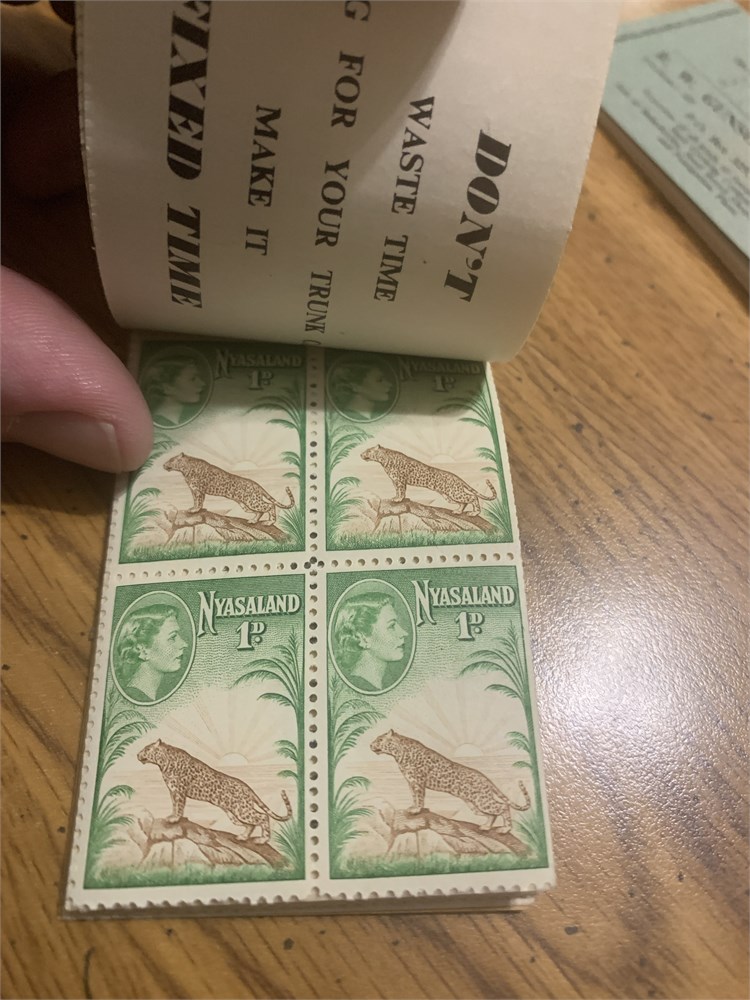 DON'T
WASTE TIME
G FOR YOUR TRUNK
MAKE IT
FIXED TIME
NYASALAND
1D.
NYASALAND
1D.
NYASALAND
1D.
NYASALAND
1D.